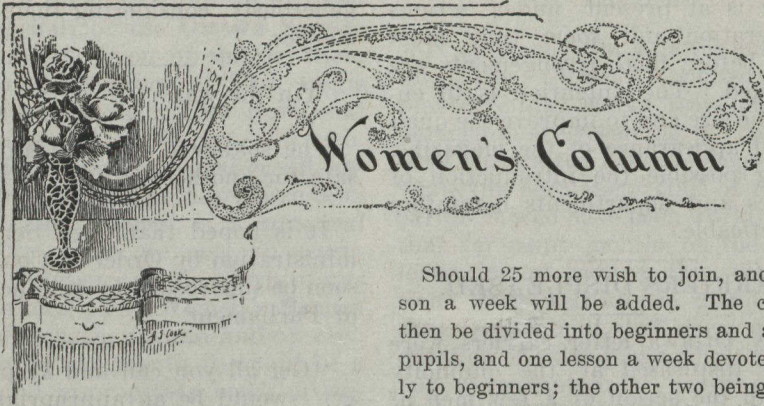 Women's Column
Should 25 more wish to join,
son a week will be added. The c
then be divided into beginners and a
pupils, and one lesson a week devote
ly to beginners; the other two being